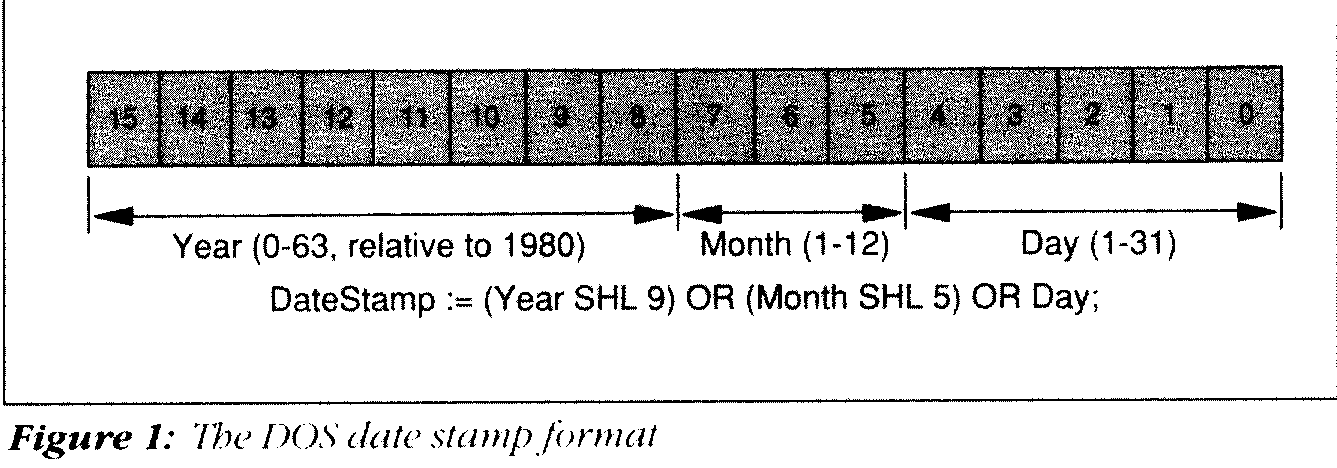 15 14 13 12 11 10 9 8 7 6 5 4 3 2 1 0
Year (0-63, relative to 1980) Month (1-12) Day (1-31)
DateStamp := (Year SHL 9) OR (Month SHL 5) OR Day;
Figure 1: The DOS date stamp format